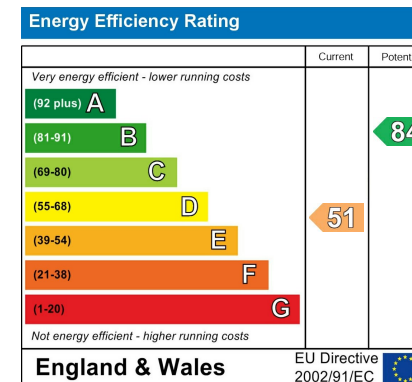 Energy Efficiency Rating
Current Potent
Very energy efficient - lower running costs
(92 plus) A
(81-91) B
84
(69-80) C
(55-68) D
51
(39-54) E
(21-38) F
(1-20) G
Not energy efficient - higher running costs
England & Wales
EU Directive
2002/91/EC